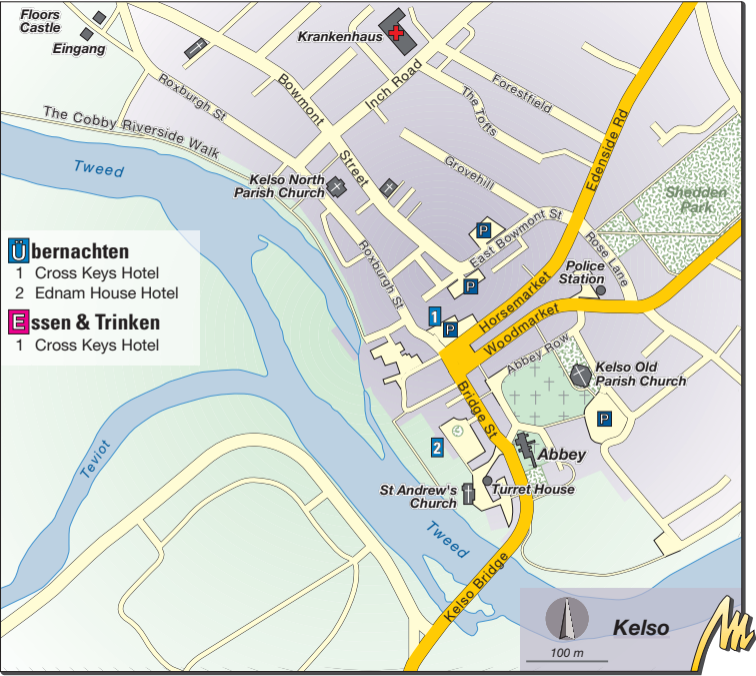 Floors
Castle
Eingang
Krankenhaus
Inch Road
Bowmont
Street
Roxburgh St
The Cobby Riverside Walk
Forestfield
The Tofts
Edenside Rd
Tweed
Kelso North
Parish Church
Grovehill
Shedden
Park
P
East Bowmont St
Rose Lane
Übernachten
1 Cross Keys Hotel
2 Ednam House Hotel
Essen & Trinken
1 Cross Keys Hotel
Roxburgh St
Police
Station
P
1
P
Horsemarket
Woodmarket
Abbey Row
Kelso Old
Parish Church
Bridge St
P
2
Abbey
Teviot
St Andrew's
Church
Turret House
Tweed
Kelso Bridge
Kelso
100 m